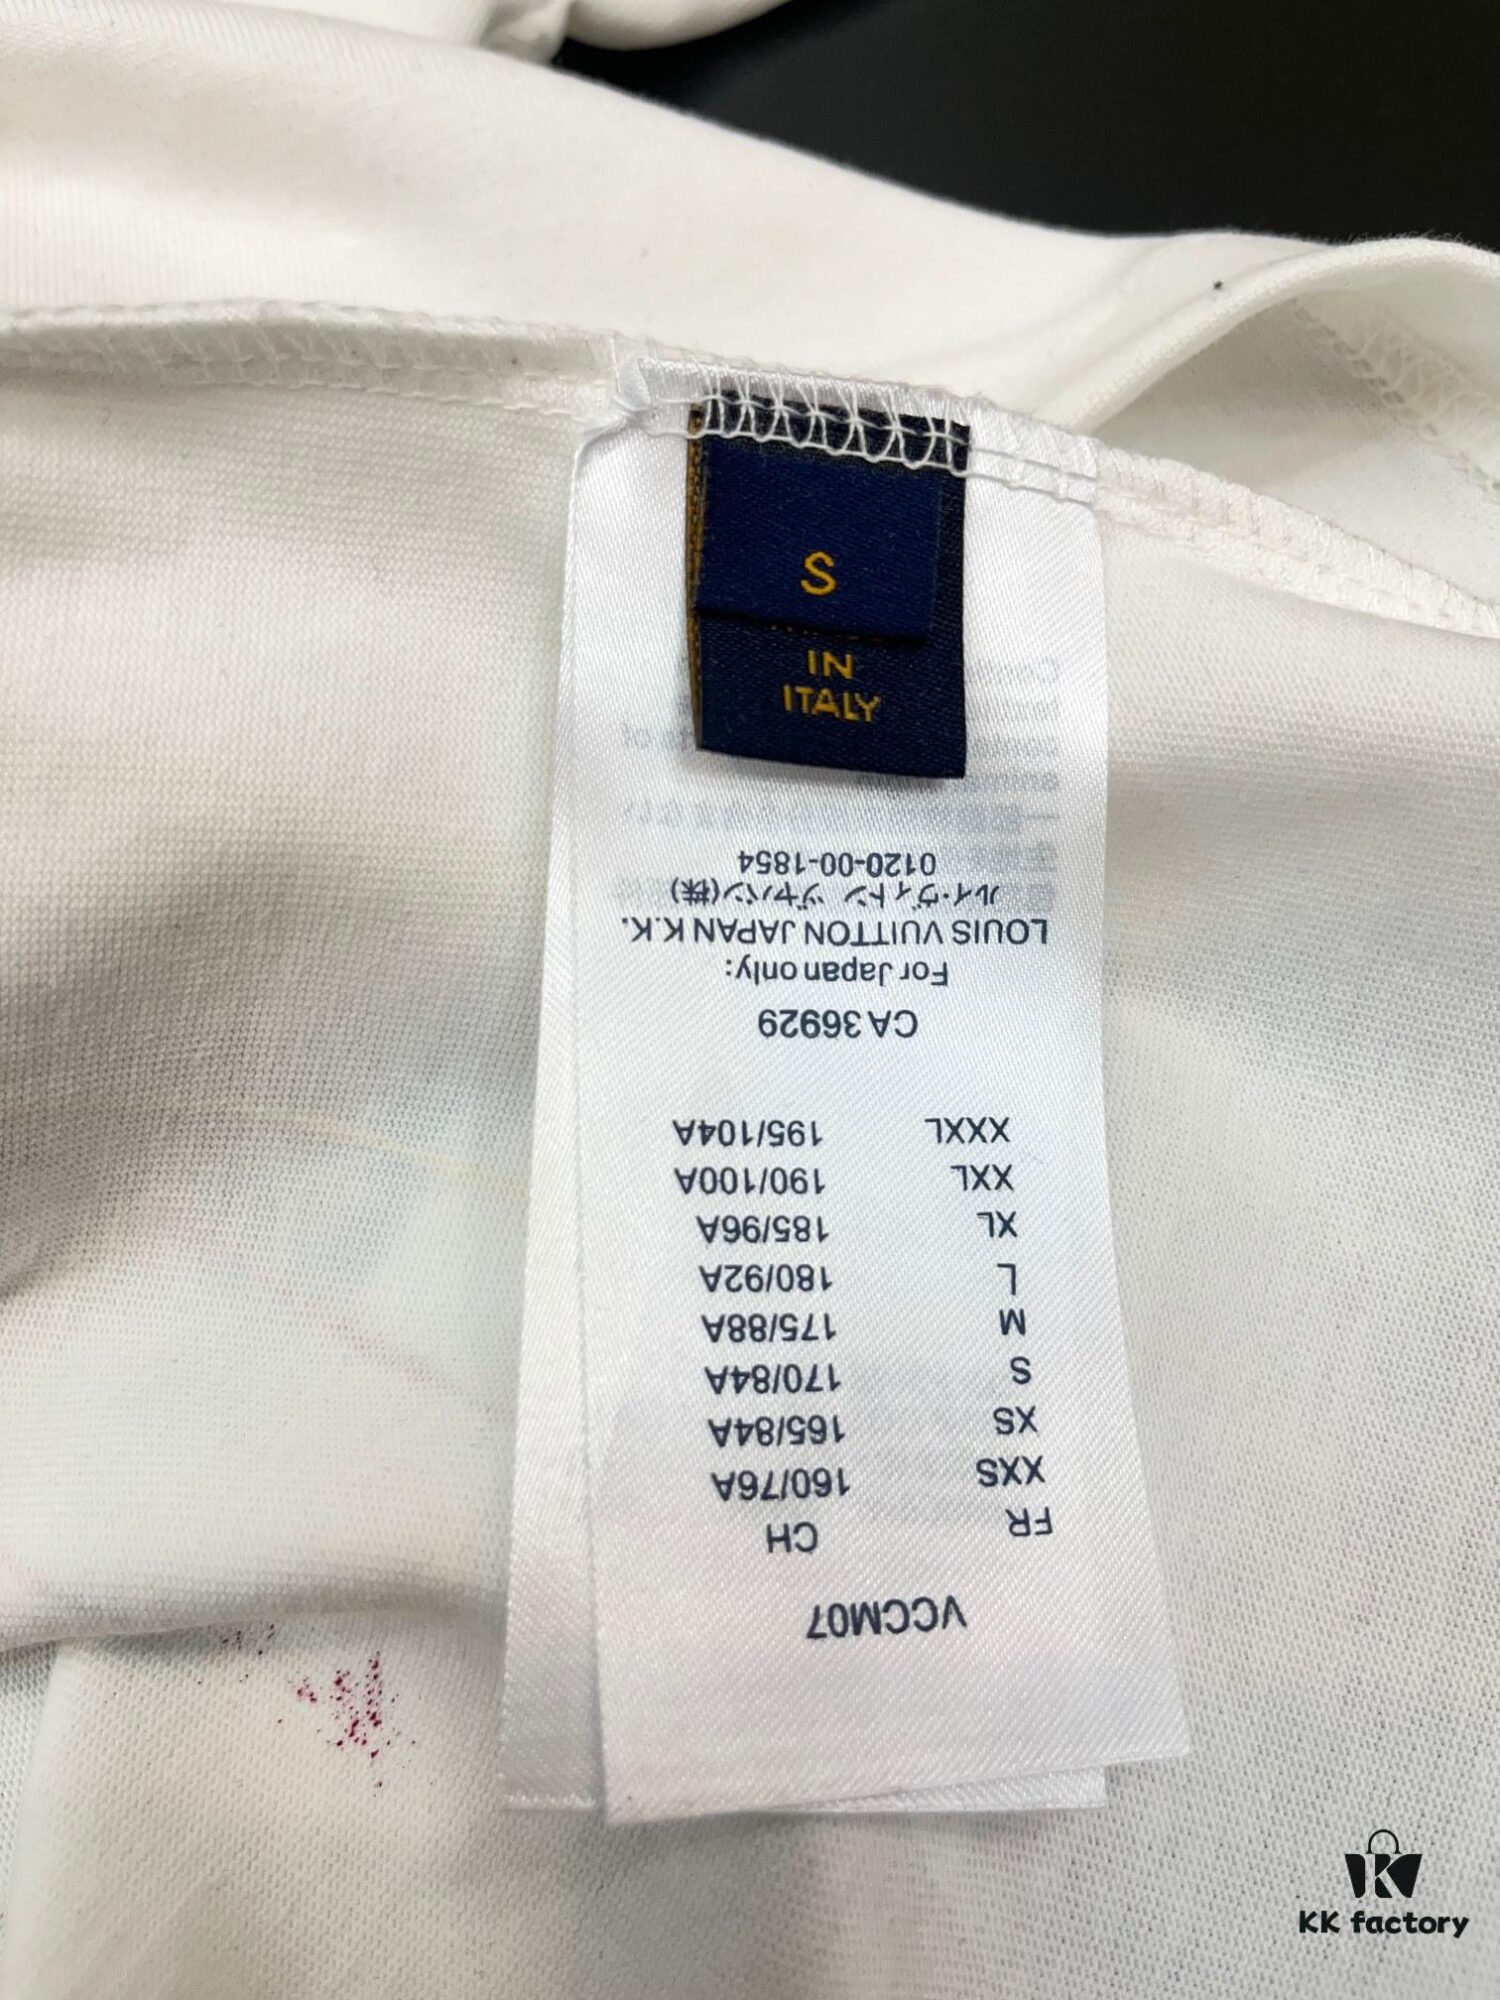 S
IN
ITALY
VCCM07
FR CH
XXS 160/76A
XS 165/84A
S 170/84A
M 175/88A
L 180/92A
XL 185/96A
XXL 190/100A
XXXL 195/104A
CA 36929
For Japan only:
LOUIS VUITTON JAPAN K.K.
ルイ・ヴィトン ジャパン(株)
0120-00-1854
KK factory